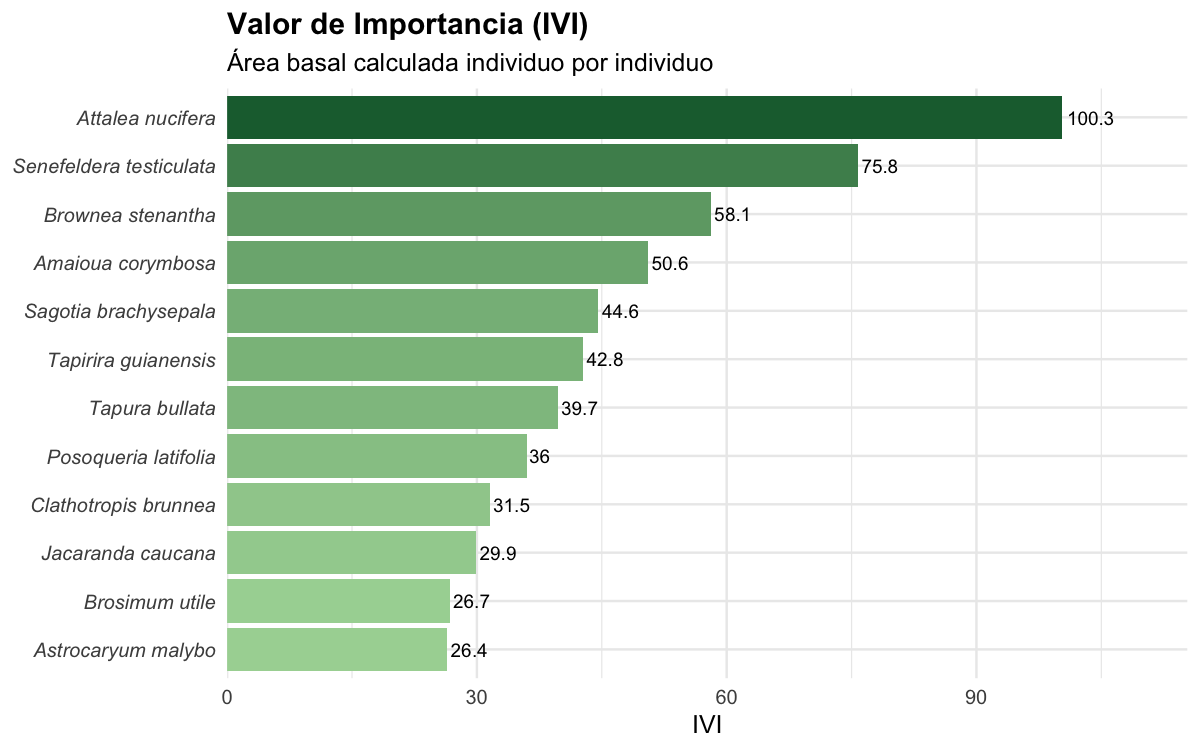 Valor de Importancia (IVI)
Área basal calculada individuo por individuo
Attalea nucifera 100.3
Senefeldera testiculata 75.8
Brownea stenantha 58.1
Amaioua corymbosa 50.6
Sagotia brachysepala 44.6
Tapirira guianensis 42.8
Tapura bullata 39.7
Posoqueria latifolia 36
Clathotropis brunnea 31.5
Jacaranda caucana 29.9
Brosimum utile 26.7
Astrocaryum malybo 26.4
0 30 60 90
IVI